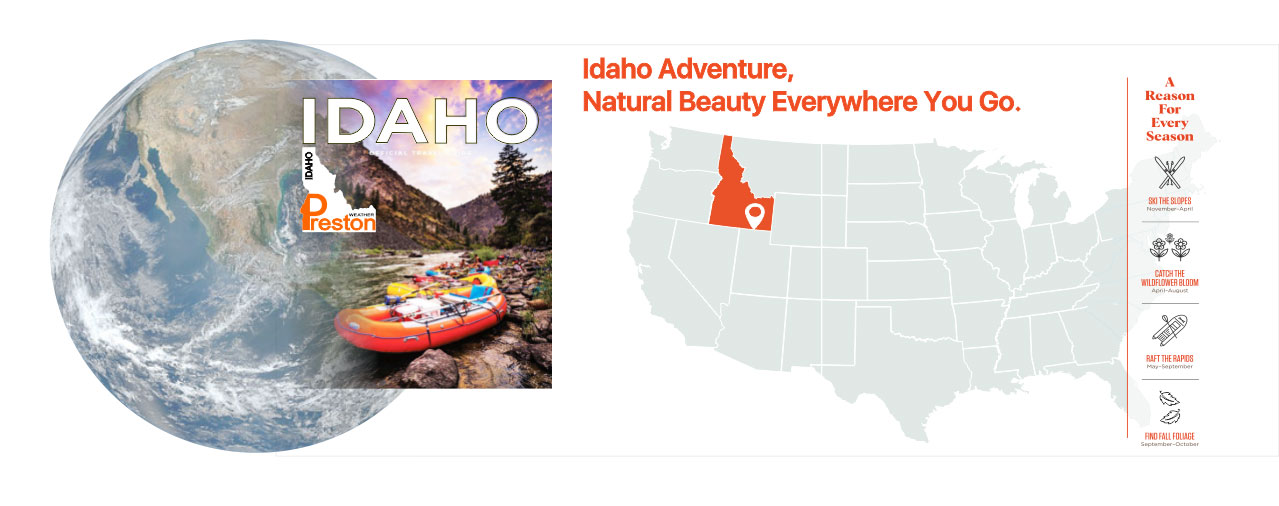 IDAHO
OFFICIAL TRAVEL GUIDE
IDAHO
WEATHER
Preston
Idaho Adventure,
Natural Beauty Everywhere You Go.
A
Reason
For
Every
Season
SKI THE SLOPES
November-April
CATCH THE
WILDFLOWER BLOOM
April-August
RAFT THE RAPIDS
May-September
FIND FALL FOLIAGE
September-October